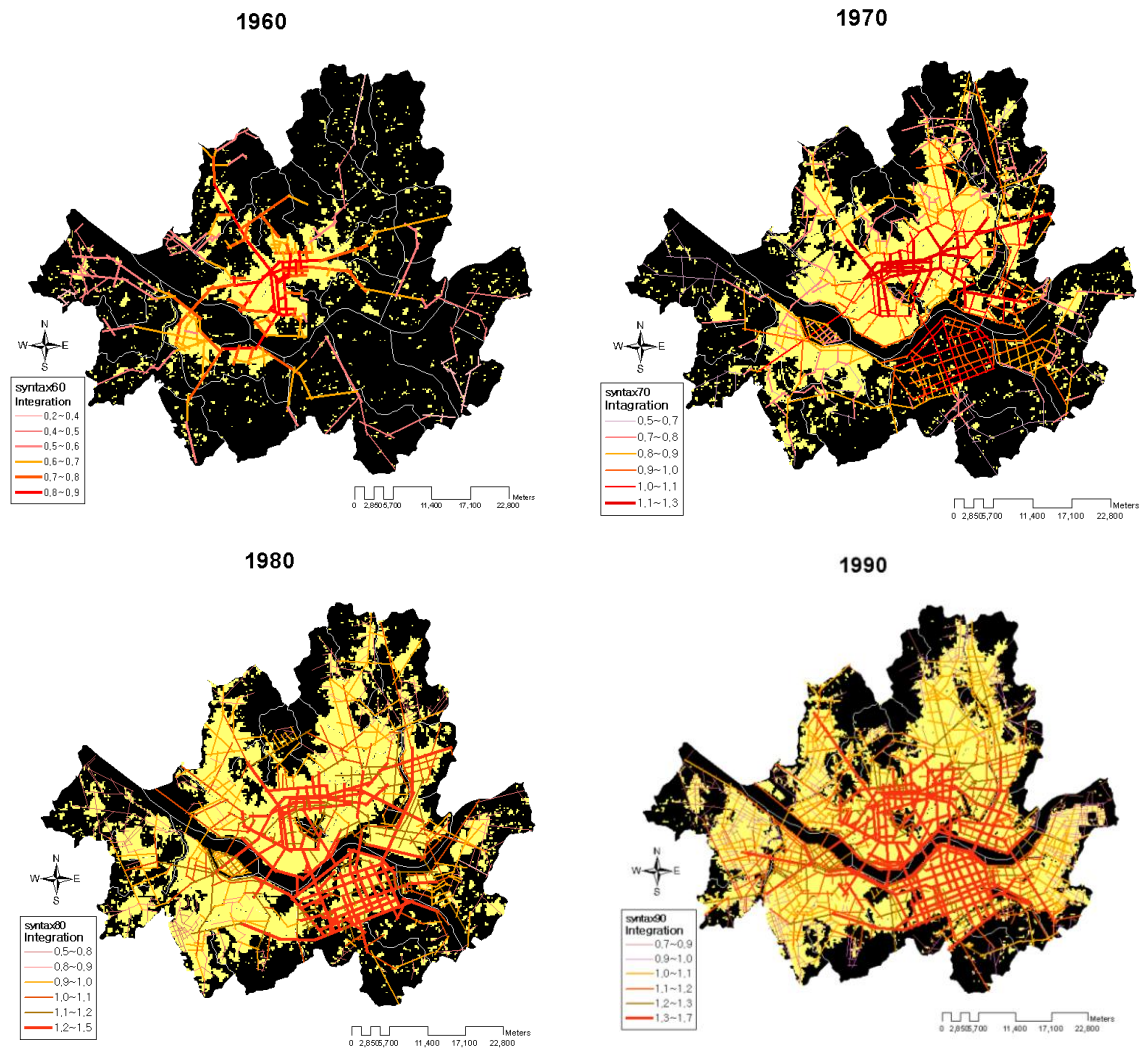 1960
N
W E
S
syntax60
Integration
0,2~0,4
0,4~0,5
0,5~0,6
0,6~0,7
0,7~0,8
0,8~0,9
Meters
0 2,850 5,700 11,400 17,100 22,800
1970
N
W E
S
syntax70
Intagration
0,5~0,7
0,7~0,8
0,8~0,9
0,9~1,0
1,0~1,1
1,1~1,3
Meters
0 2,850 5,700 11,400 17,100 22,800
1980
N
W E
S
syntax80
Integration
0,5~0,8
0,8~0,9
0,9~1,0
1,0~1,1
1,1~1,2
1,2~1,5
Meters
0 2,850 5,700 11,400 17,100 22,800
1990
N
W E
S
syntax90
Integration
0,7~0,9
0,9~1,0
1,0~1,1
1,1~1,2
1,2~1,3
1,3~1,7
Meters
0 2,850 5,700 11,400 17,100 22,800